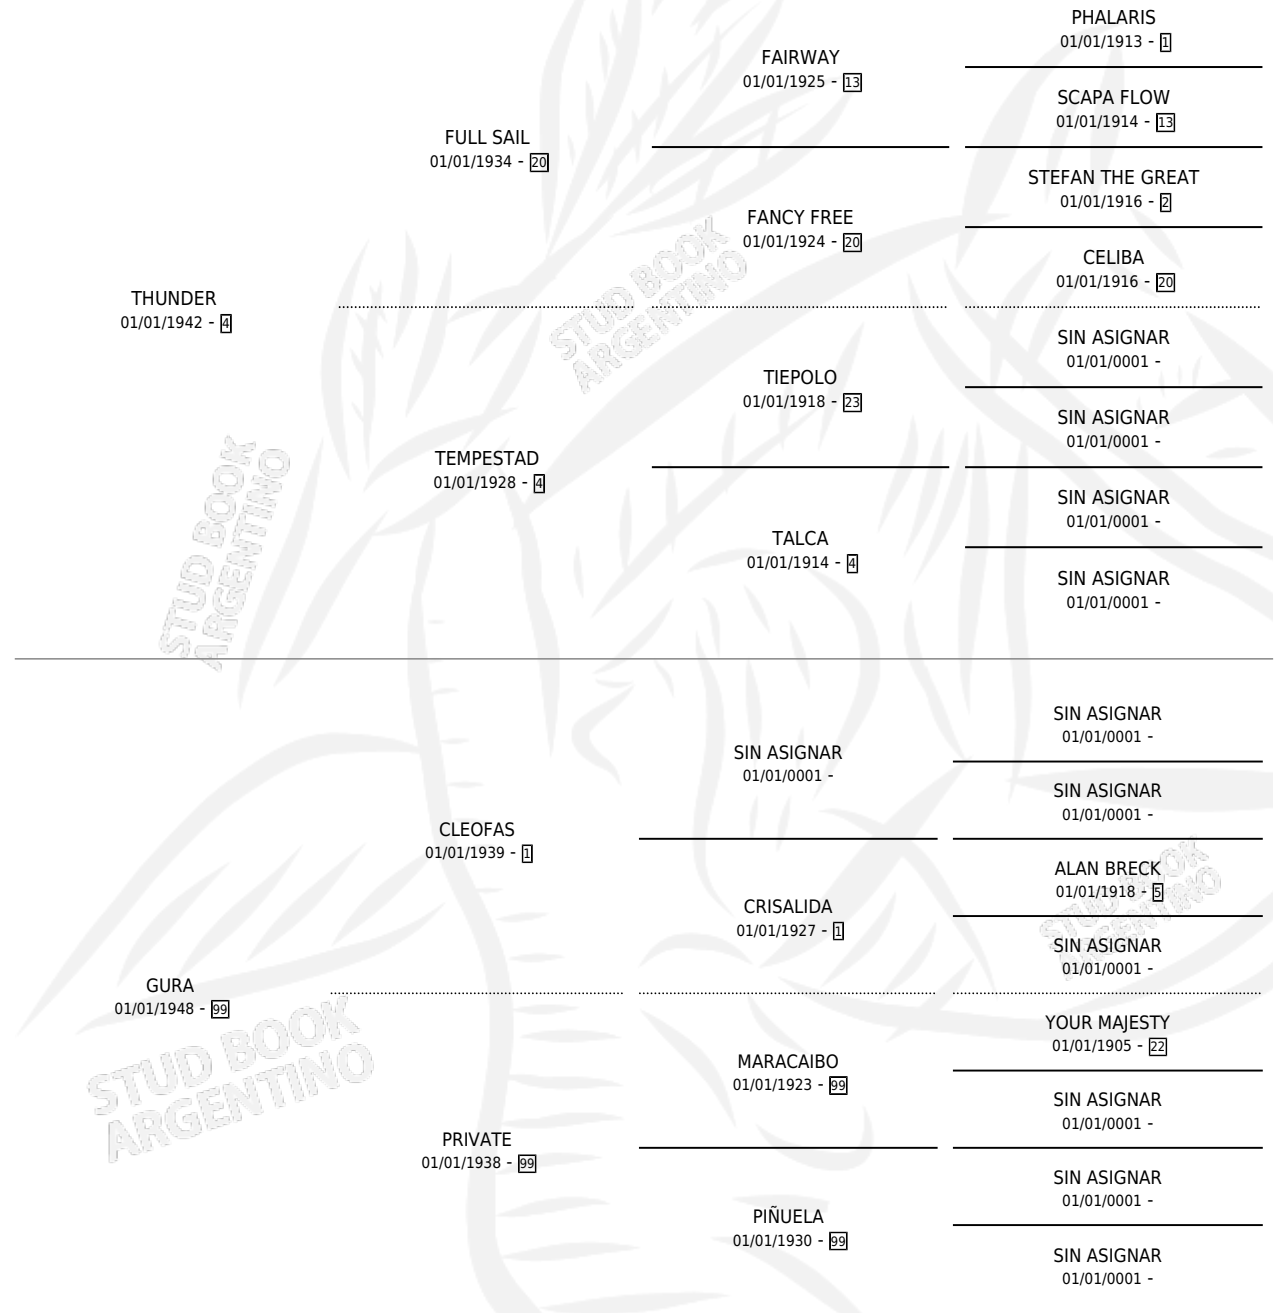 PHALARIS
01/01/1913 - 1
FAIRWAY
01/01/1925 - 13
SCAPA FLOW
01/01/1914 - 13
FULL SAIL
01/01/1934 - 20
STEFAN THE GREAT
01/01/1916 - 2
FANCY FREE
01/01/1924 - 20
CELIBA
01/01/1916 - 20
THUNDER
01/01/1942 - 4
SIN ASIGNAR
01/01/0001 -
TIEPOLO
01/01/1918 - 23
SIN ASIGNAR
01/01/0001 -
TEMPESTAD
01/01/1928 - 4
SIN ASIGNAR
01/01/0001 -
TALCA
01/01/1914 - 4
SIN ASIGNAR
01/01/0001 -
STUD BOOK
ARGENTINO
STUD BOOK
ARGENTINO
SIN ASIGNAR
01/01/0001 -
SIN ASIGNAR
01/01/0001 -
SIN ASIGNAR
01/01/0001 -
CLEOFAS
01/01/1939 - 1
ALAN BRECK
01/01/1918 - 5
CRISALIDA
01/01/1927 - 1
SIN ASIGNAR
01/01/0001 -
GURA
01/01/1948 - 99
YOUR MAJESTY
01/01/1905 - 22
MARACAIBO
01/01/1923 - 99
SIN ASIGNAR
01/01/0001 -
PRIVATE
01/01/1938 - 99
SIN ASIGNAR
01/01/0001 -
PIÑUELA
01/01/1930 - 99
SIN ASIGNAR
01/01/0001 -
STUD BOOK
ARGENTINO
STUD BOOK
ARGENTINO